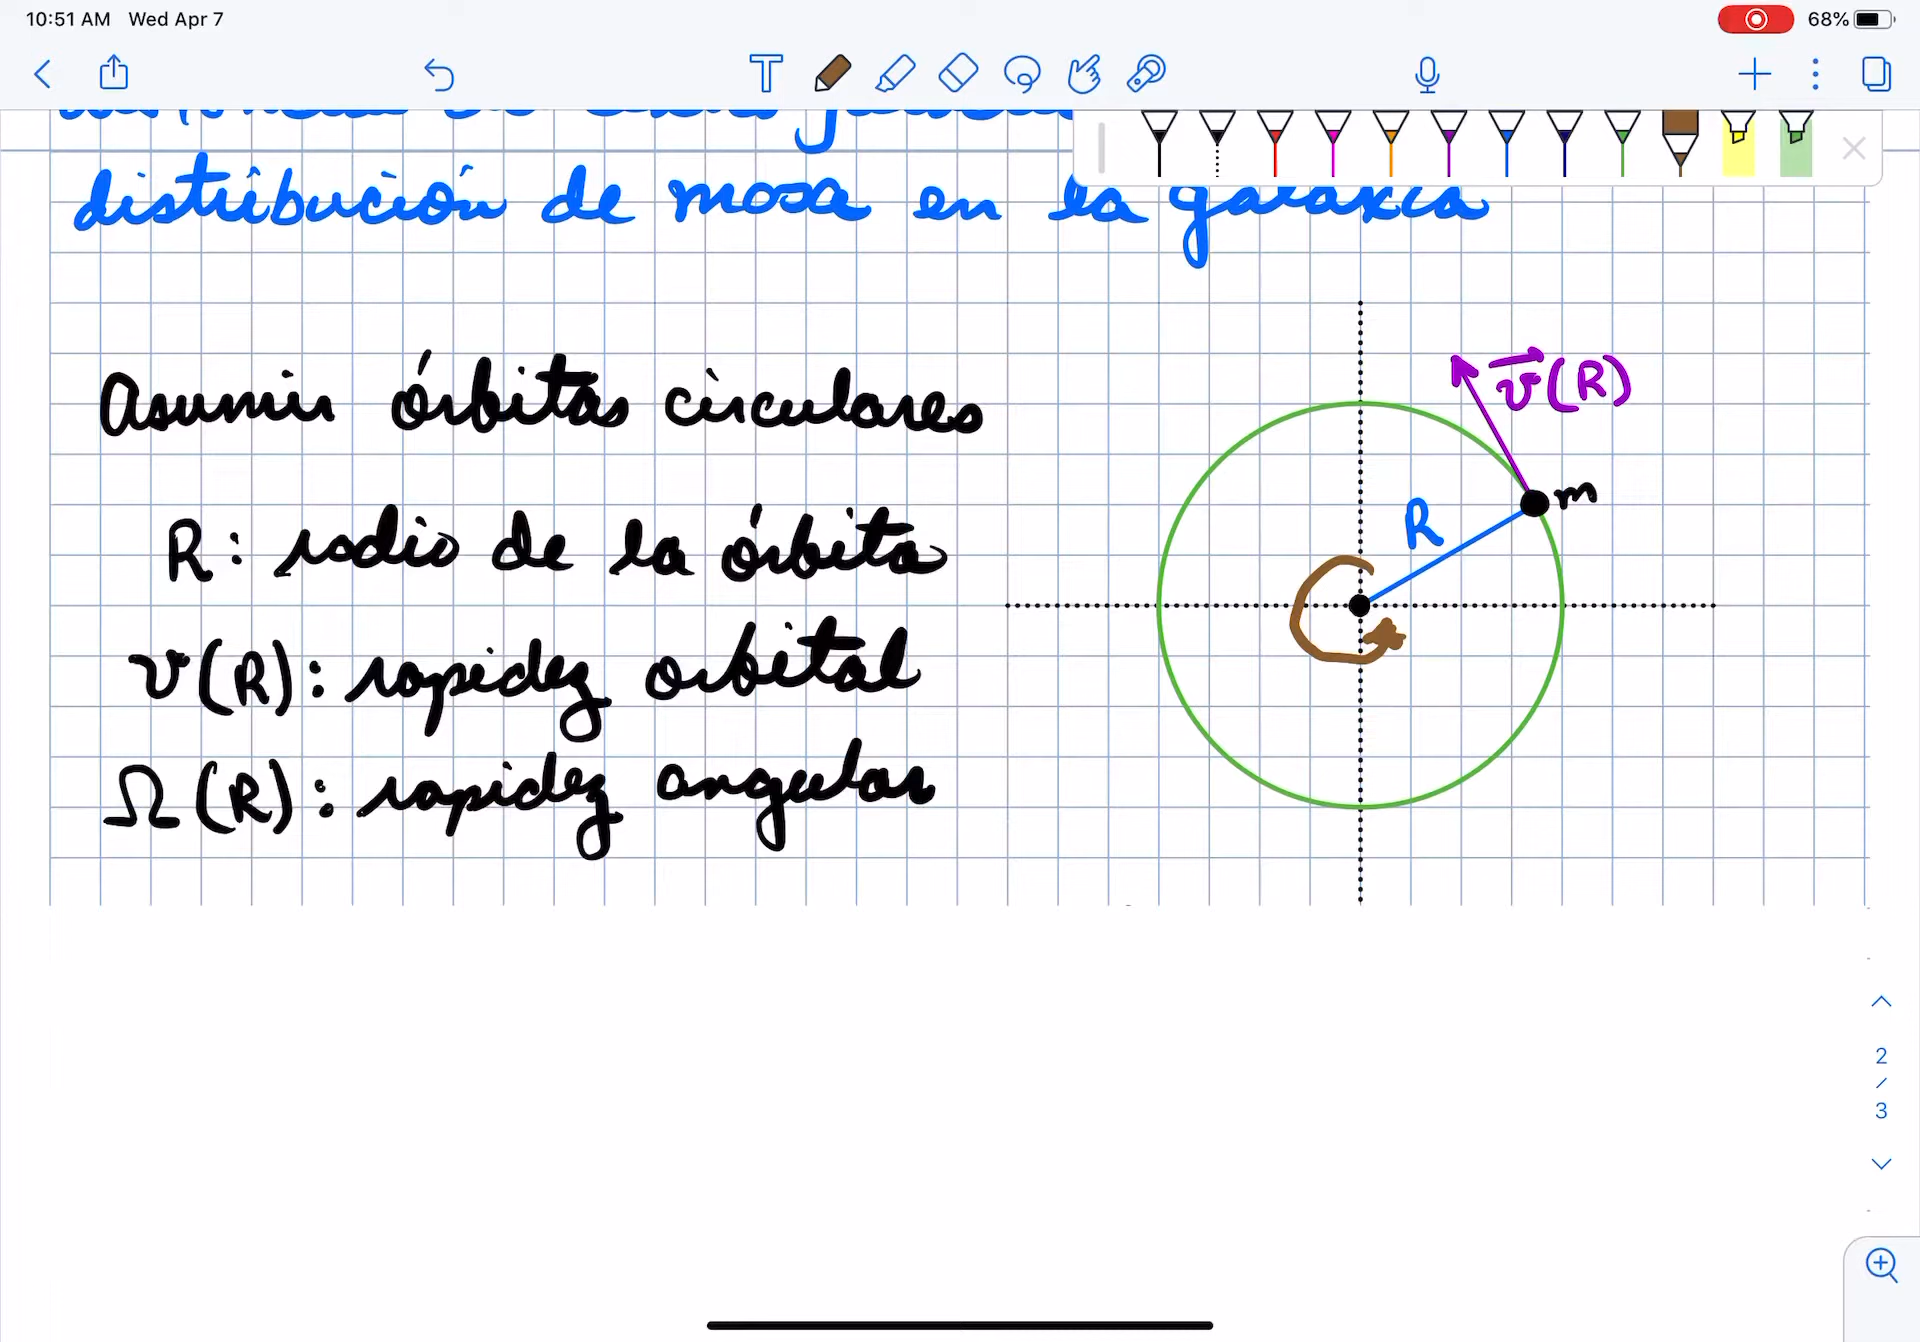 10:51 AM Wed Apr 7
68%
T
distribución de masa en la galaxia
Asumir órbitas circulares
R: radio de la órbita
v(R): rapidez orbital
Ω(R): rapidez angular
v⃗(R)
m
R
2
/
3